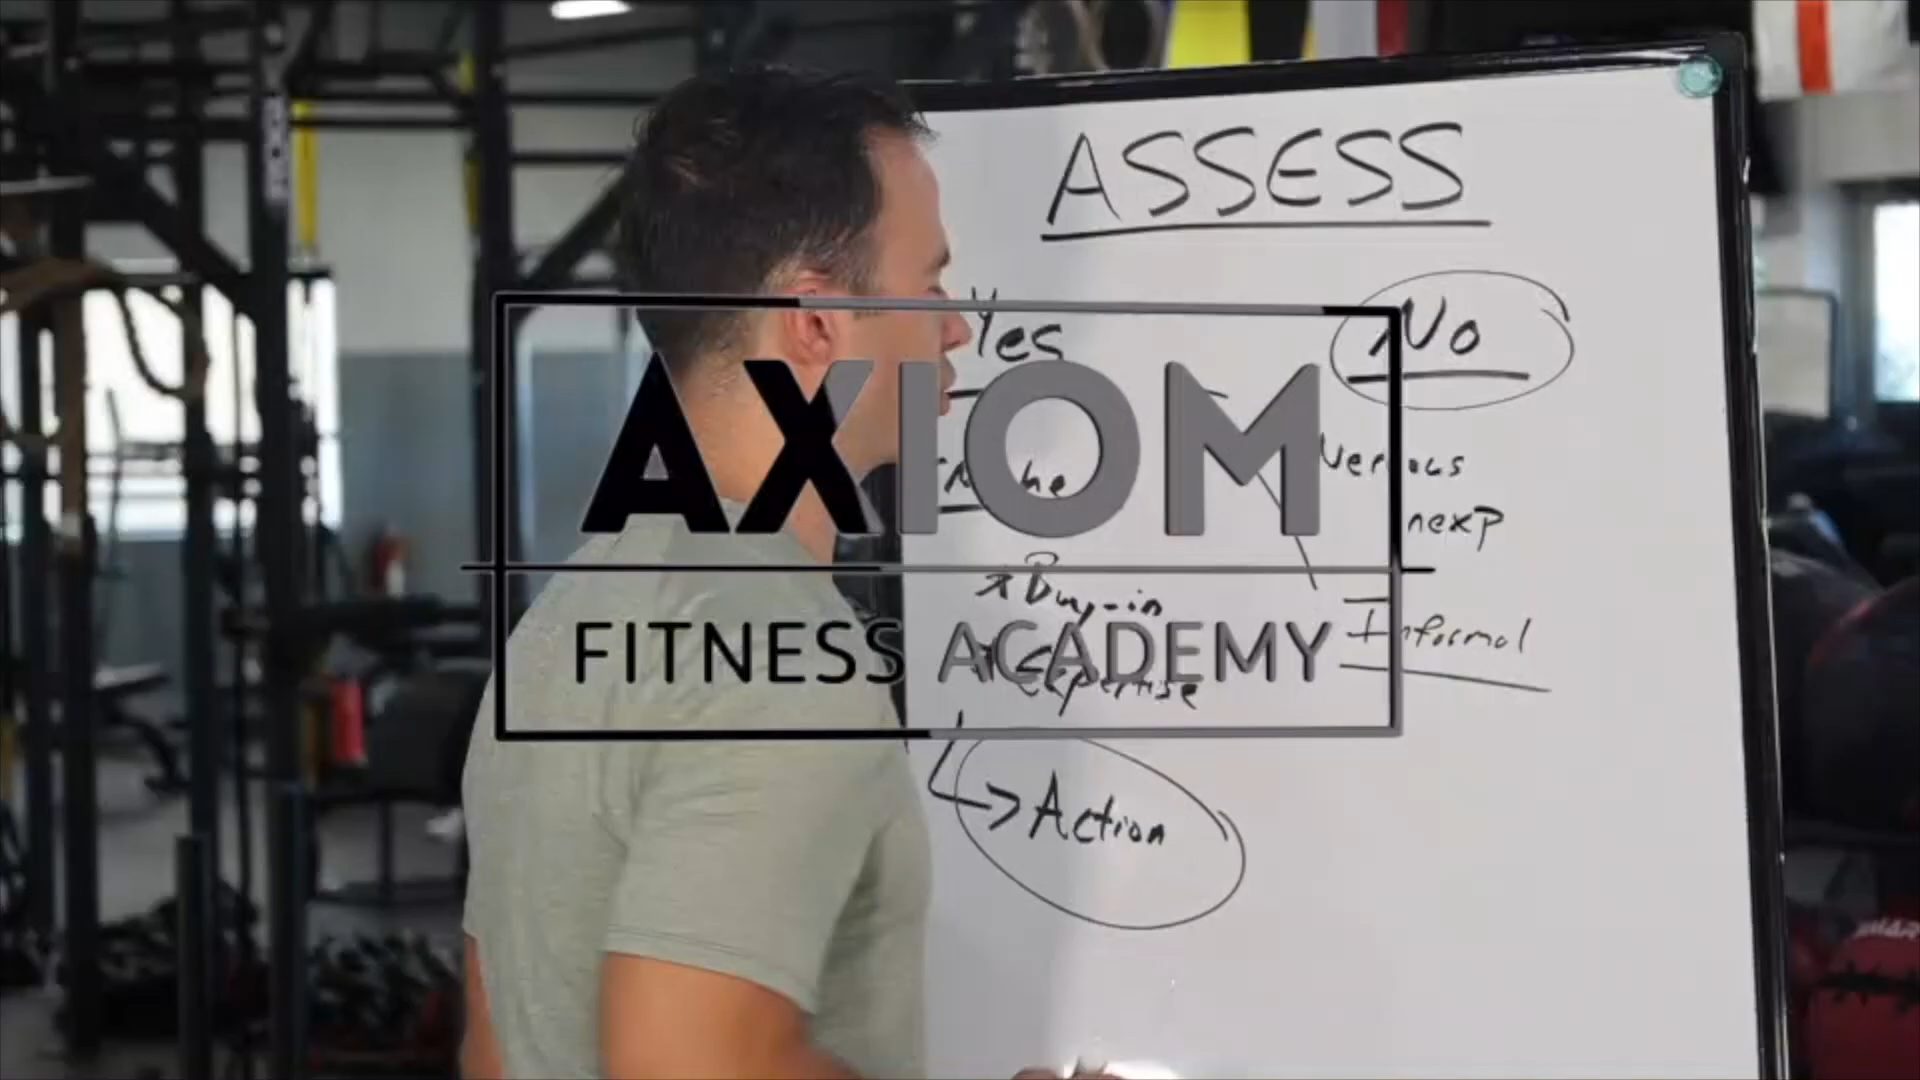 ASSESS
Yes
No
Nervous
Inexp
* Buy-in
Informal
* Expertise
→ Action
AXIOM
FITNESS ACADEMY